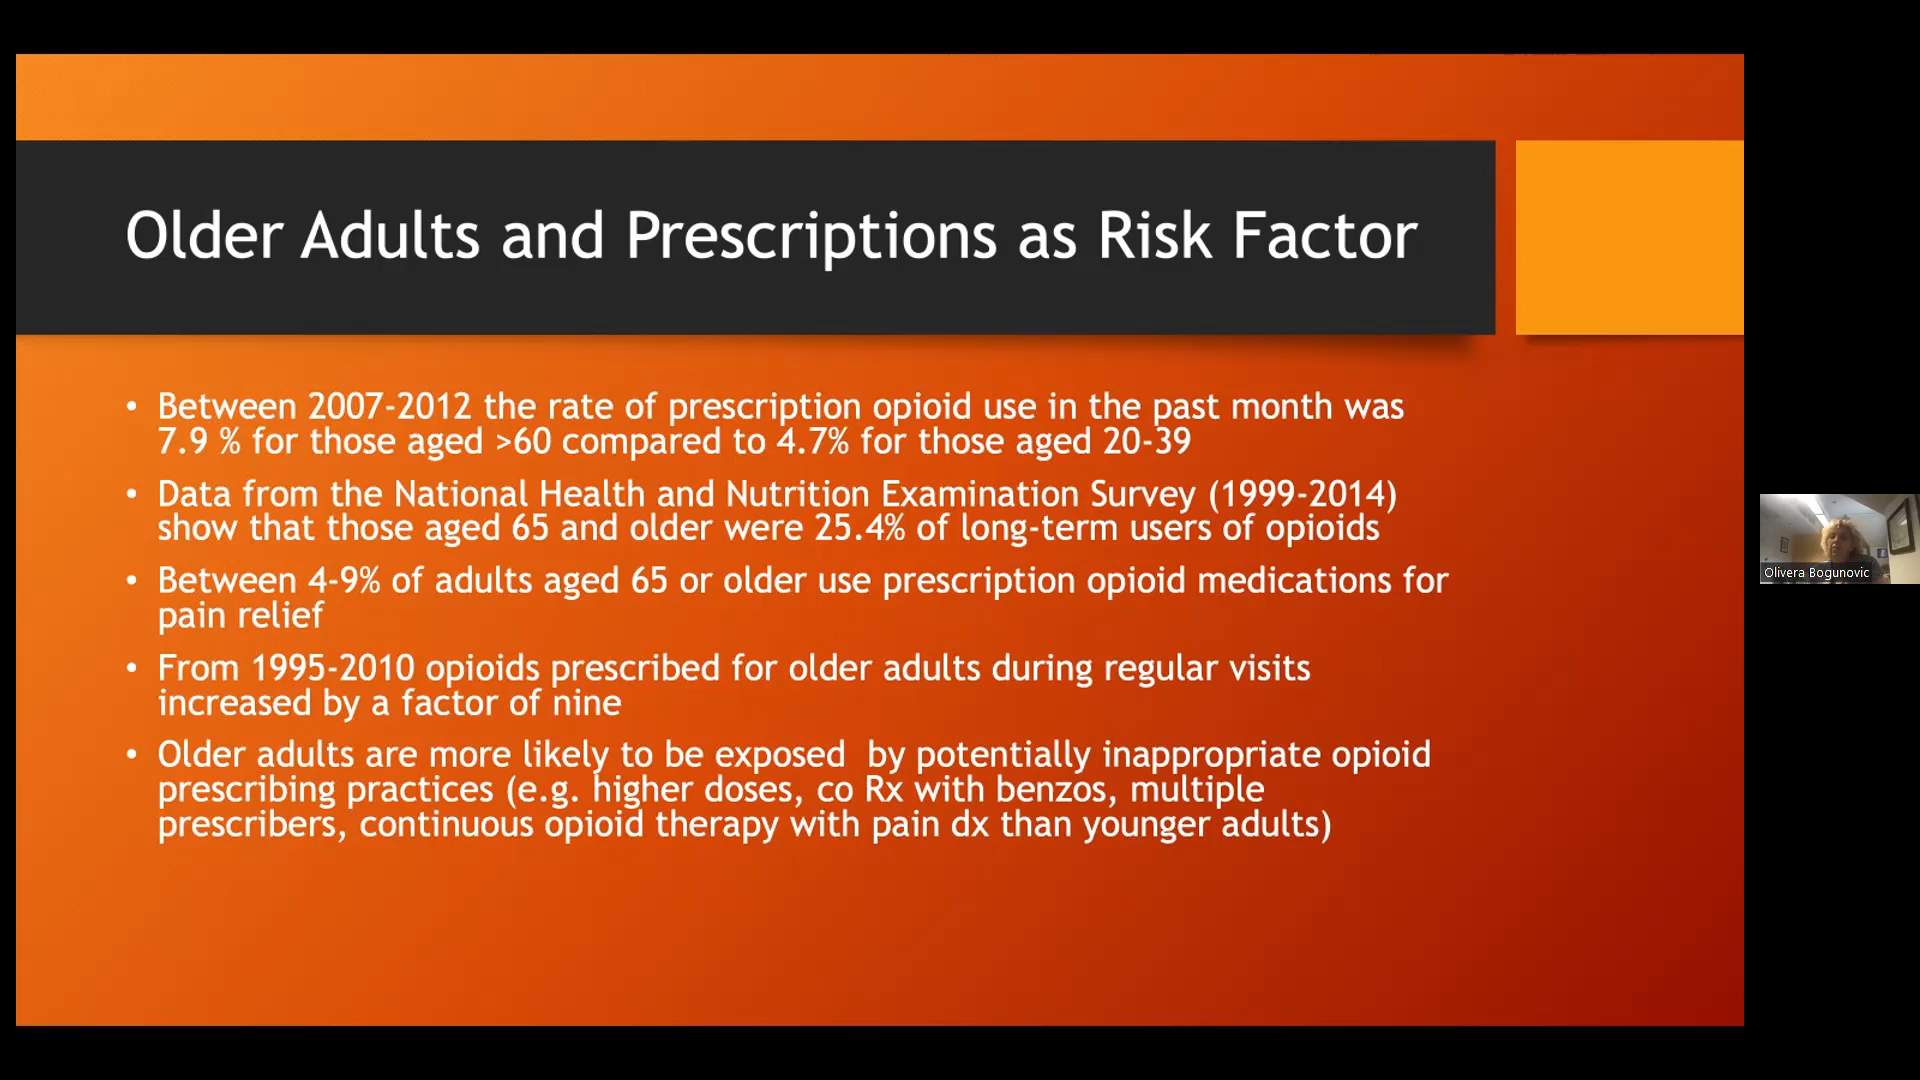 Older Adults and Prescriptions as Risk Factor
• Between 2007-2012 the rate of prescription opioid use in the past month was
7.9 % for those aged >60 compared to 4.7% for those aged 20-39
• Data from the National Health and Nutrition Examination Survey (1999-2014)
show that those aged 65 and older were 25.4% of long-term users of opioids
• Between 4-9% of adults aged 65 or older use prescription opioid medications for
pain relief
• From 1995-2010 opioids prescribed for older adults during regular visits
increased by a factor of nine
• Older adults are more likely to be exposed  by potentially inappropriate opioid
prescribing practices (e.g. higher doses, co Rx with benzos, multiple
prescribers, continuous opioid therapy with pain dx than younger adults)
Olivera Bogunovic